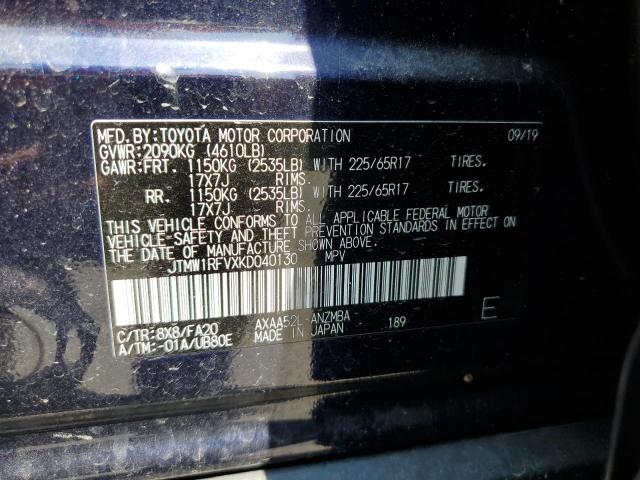 MFD. BY: TOYOTA MOTOR CORPORATION 09/19
GVWR: 2090KG (4610LB)
GAWR: FRT. 1150KG (2535LB) WITH 225/65R17 TIRES.
17X7J RIMS.
RR. 1150KG (2535LB) WITH 225/65R17 TIRES.
17X7J RIMS.
THIS VEHICLE CONFORMS TO ALL APPLICABLE FEDERAL MOTOR
VEHICLE-SAFETY AND THEFT PREVENTION STANDARDS IN EFFECT ON
THE DATE OF MANUFACTURE SHOWN ABOVE.
JTMW1RFVXKD040130 MPV
C/TR: 8X8/FA20 AXAA52L-ANZMBA 189 E
A/TM: -01A/UB80E MADE IN JAPAN